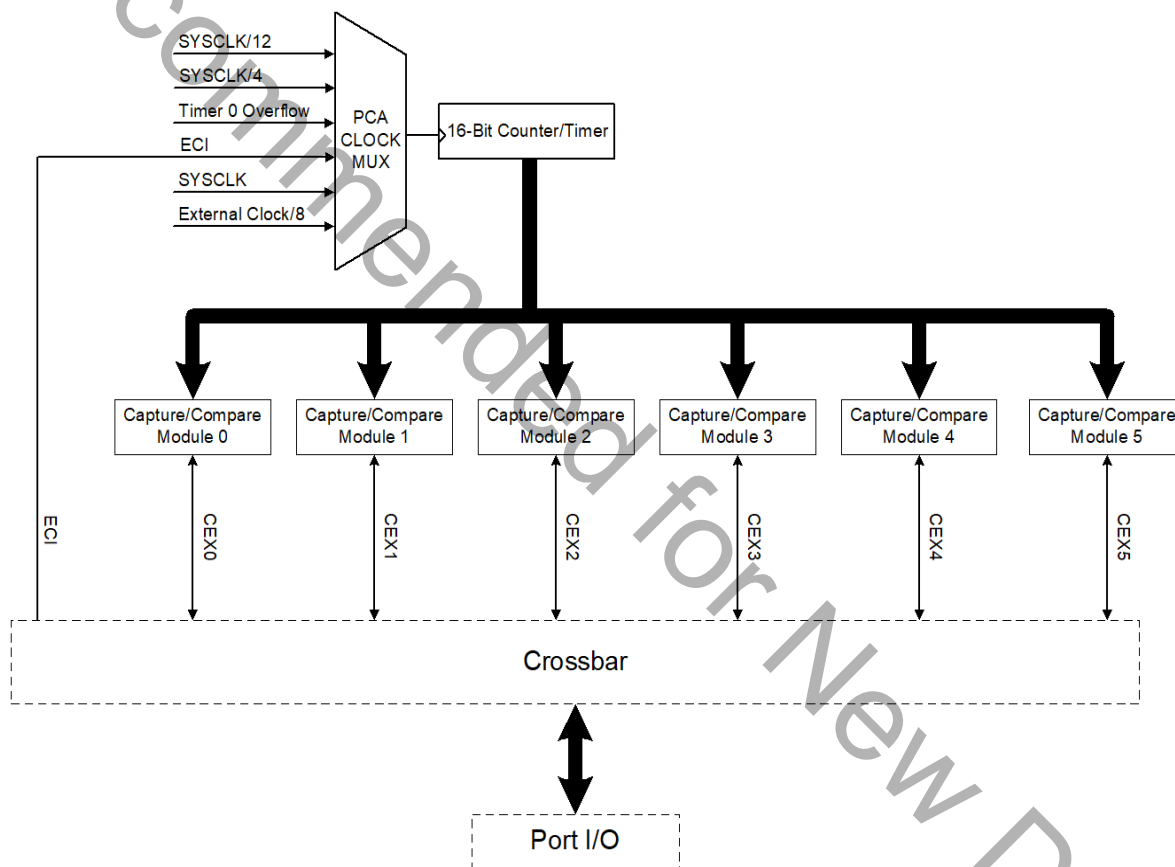 SYSCLK/12
SYSCLK/4
Timer 0 Overflow
ECI
SYSCLK
External Clock/8
PCA
CLOCK
MUX
16-Bit Counter/Timer
Capture/Compare
Module 0
Capture/Compare
Module 1
Capture/Compare
Module 2
Capture/Compare
Module 3
Capture/Compare
Module 4
Capture/Compare
Module 5
ECI
CEX0
CEX1
CEX2
CEX3
CEX4
CEX5
Crossbar
Port I/O
commended for New D